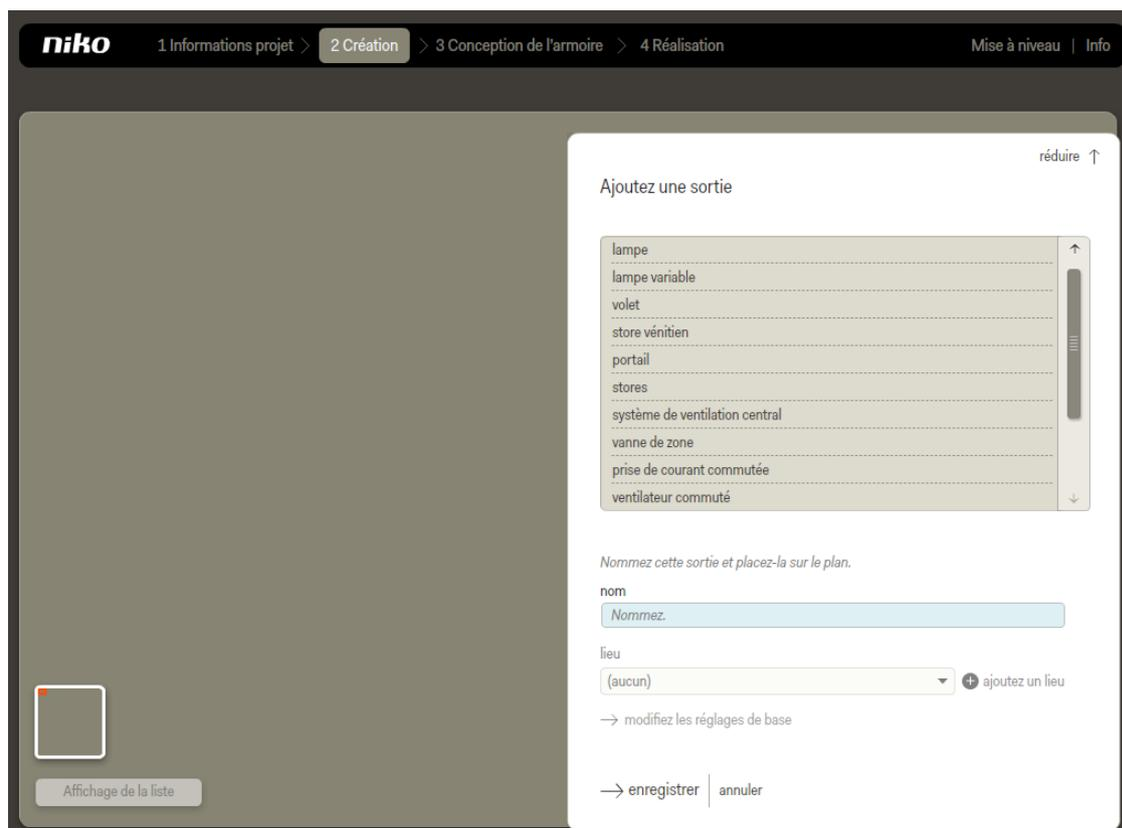 niko 1 Informations projet 2 Création 3 Conception de l'armoire 4 Réalisation Mise à niveau | Info
réduire ↑
Ajoutez une sortie
lampe
lampe variable
volet
store vénitien
portail
stores
système de ventilation central
vanne de zone
prise de courant commutée
ventilateur commuté
Nommez cette sortie et placez-la sur le plan.
nom
Nommez.
lieu
(aucun) ajoutez un lieu
→ modifiez les réglages de base
Affichage de la liste
→ enregistrer | annuler